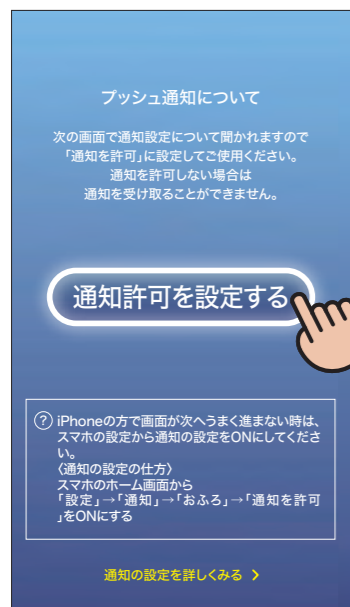 プッシュ通知について
次の画面で通知設定について聞かれますので
「通知を許可」に設定してご使用ください。
通知を許可しない場合は
通知を受け取ることができません。
通知許可を設定する
? iPhoneの方で画面が次へうまく進まない時は、
スマホの設定から通知の設定をONにしてくださ
い。
〈通知の設定の仕方〉
スマホのホーム画面から
「設定」→「通知」→「おふろ」→「通知を許可
」をONにする
通知の設定を詳しくみる >